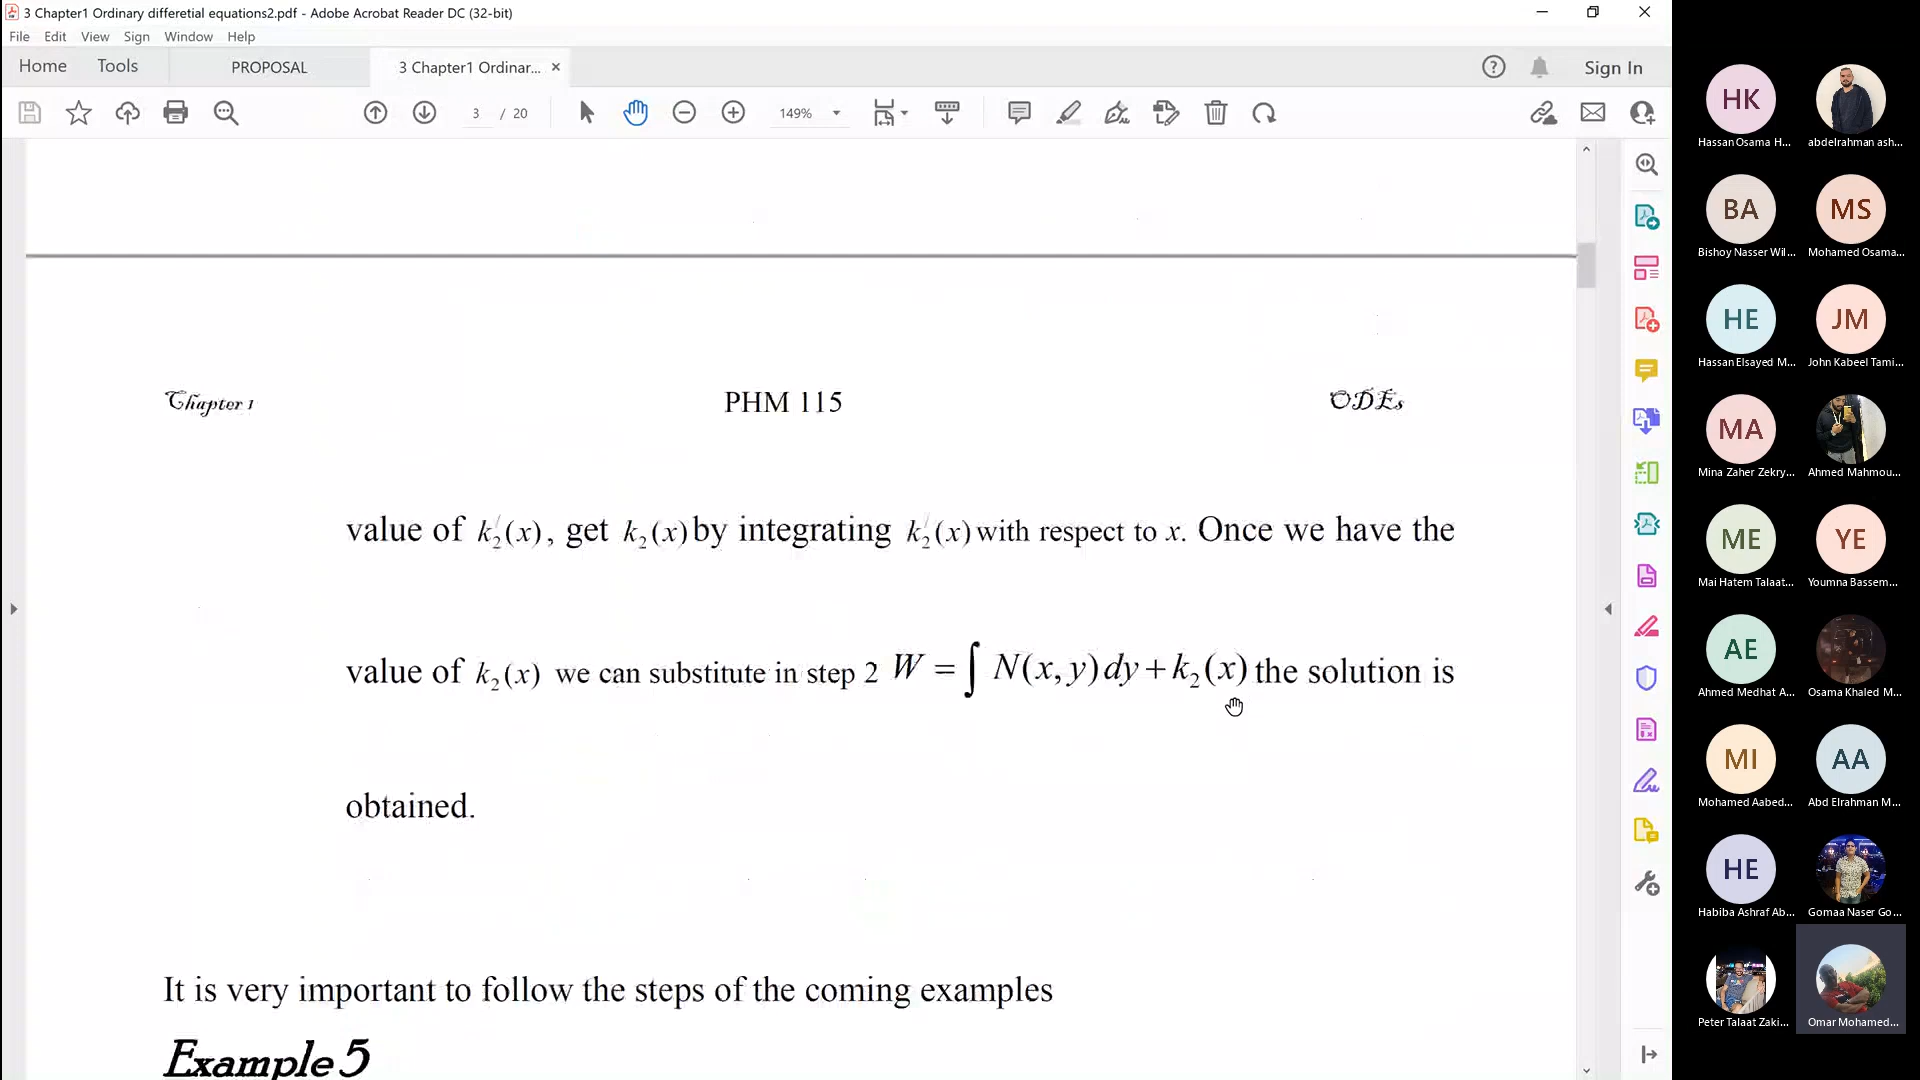 3 Chapter1 Ordinary differetial equations2.pdf - Adobe Acrobat Reader DC (32-bit)
File Edit View Sign Window Help
Home Tools PROPOSAL 3 Chapter1 Ordinar... × Sign In
3 / 20 149%
Chapter 1 PHM 115 ODEs
value of k₂′(x), get k₂(x) by integrating k₂′(x) with respect to x. Once we have the
value of k₂(x) we can substitute in step 2 W = ∫ N(x, y) dy + k₂(x) the solution is
obtained.
It is very important to follow the steps of the coming examples
Example 5
HK
Hassan Osama H... abdelrahman ash...
BA MS
Bishoy Nasser Wil... Mohamed Osama...
HE JM
Hassan Elsayed M... John Kabeel Tami...
MA
Mina Zaher Zekry... Ahmed Mahmou...
ME YE
Mai Hatem Talaat... Youmna Bassem...
AE
Ahmed Medhat A... Osama Khaled M...
MI AA
Mohamed Aabed... Abd Elrahman M...
HE
Habiba Ashraf Ab... Gomaa Naser Go...
Peter Talaat Zaki... Omar Mohamed...